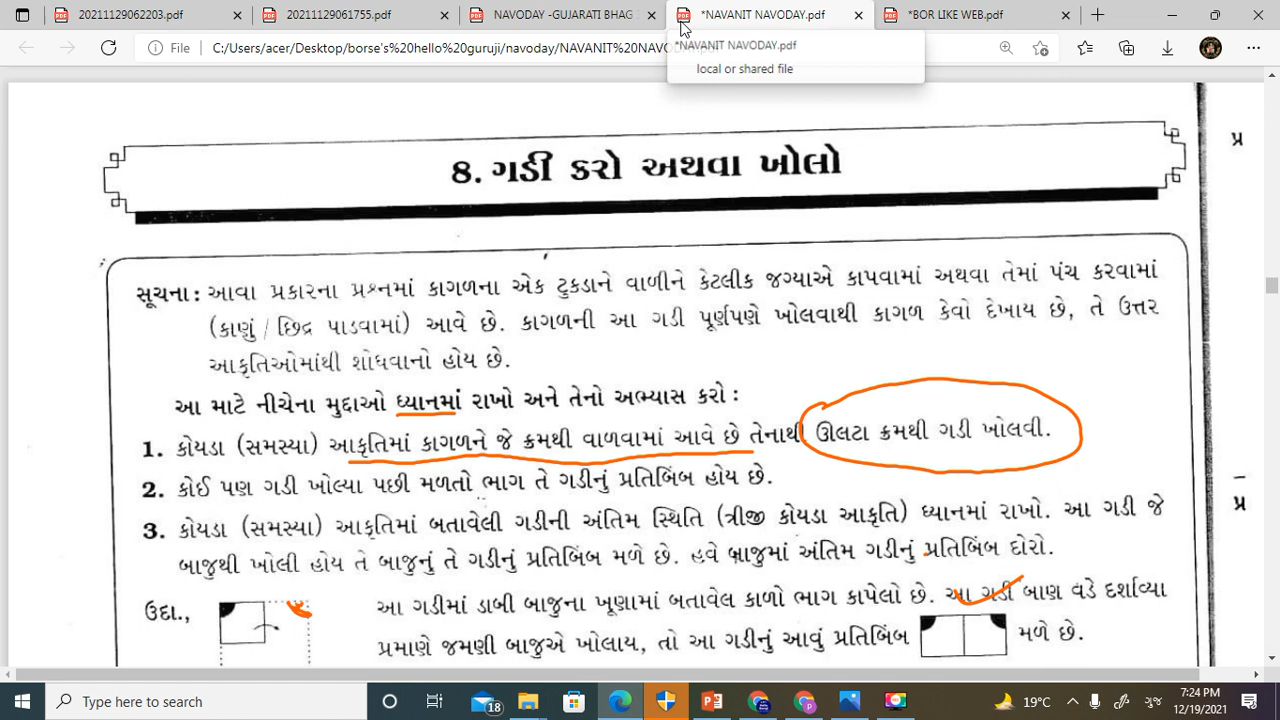 20211129062203.pdf
20211129061755.pdf
NAVODAY -GUJARATI BHAG
*NAVANIT NAVODAY.pdf
*BOR LIKE WEB.pdf
File
C:/Users/acer/Desktop/borse's%20hello%20guruji/navoday/NAVANIT%20NAVO
*NAVANIT NAVODAY.pdf
local or shared file
8. ગડી કરો અથવા ખોલો
પ્ર
સૂચના : આવા પ્રકારના પ્રશ્નમાં કાગળના એક ટુકડાને વાળીને કેટલીક જગ્યાએ કાપવામાં અથવા તેમાં પંચ કરવામાં
(કાણું / છિદ્ર પાડવામાં) આવે છે. કાગળની આ ગડી પૂર્ણપણે ખોલવાથી કાગળ કેવો દેખાય છે, તે ઉત્તર
આકૃતિઓમાંથી શોધવાનો હોય છે.
આ માટે નીચેના મુદ્દાઓ ધ્યાનમાં રાખો અને તેનો અભ્યાસ કરો :
1. કોયડા (સમસ્યા) આકૃતિમાં કાગળને જે ક્રમથી વાળવામાં આવે છે તેનાથી ઊલટા ક્રમથી ગડી ખોલવી.
2. કોઈ પણ ગડી ખોલ્યા પછી મળતો ભાગ તે ગડીનું પ્રતિબિંબ હોય છે.
3. કોયડા (સમસ્યા) આકૃતિમાં બતાવેલી ગડીની અંતિમ સ્થિતિ (ત્રીજી કોયડા આકૃતિ) ધ્યાનમાં રાખો. આ ગડી જે
પ્ર
બાજુથી ખોલી હોય તે બાજુનું તે ગડીનું પ્રતિબિંબ મળે છે. હવે બાજુમાં અંતિમ ગડીનું પ્રતિબિંબ દોરો.
ઉદા., આ ગડીમાં ડાબી બાજુના ખૂણામાં બતાવેલ કાળો ભાગ કાપેલો છે. આ ગડી બાણ વડે દર્શાવ્યા
પ્રમાણે જમણી બાજુએ ખોલાય, તો આ ગડીનું આવું પ્રતિબિંબ મળે છે.
Type here to search
18
19°C
ગુજ
7:24 PM
12/19/2021